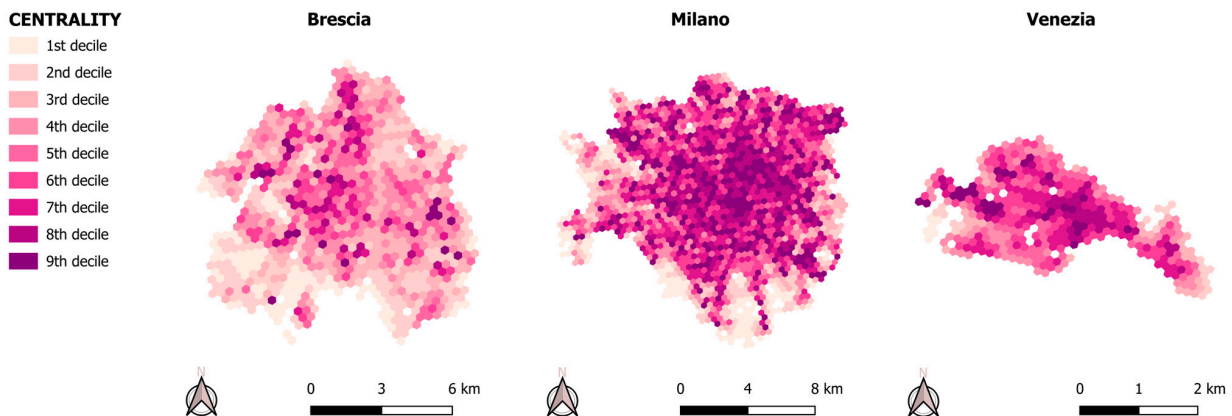 CENTRALITY
1st decile
2nd decile
3rd decile
4th decile
5th decile
6th decile
7th decile
8th decile
9th decile
Brescia
Milano
Venezia
N
0 3 6 km
N
0 4 8 km
N
0 1 2 km